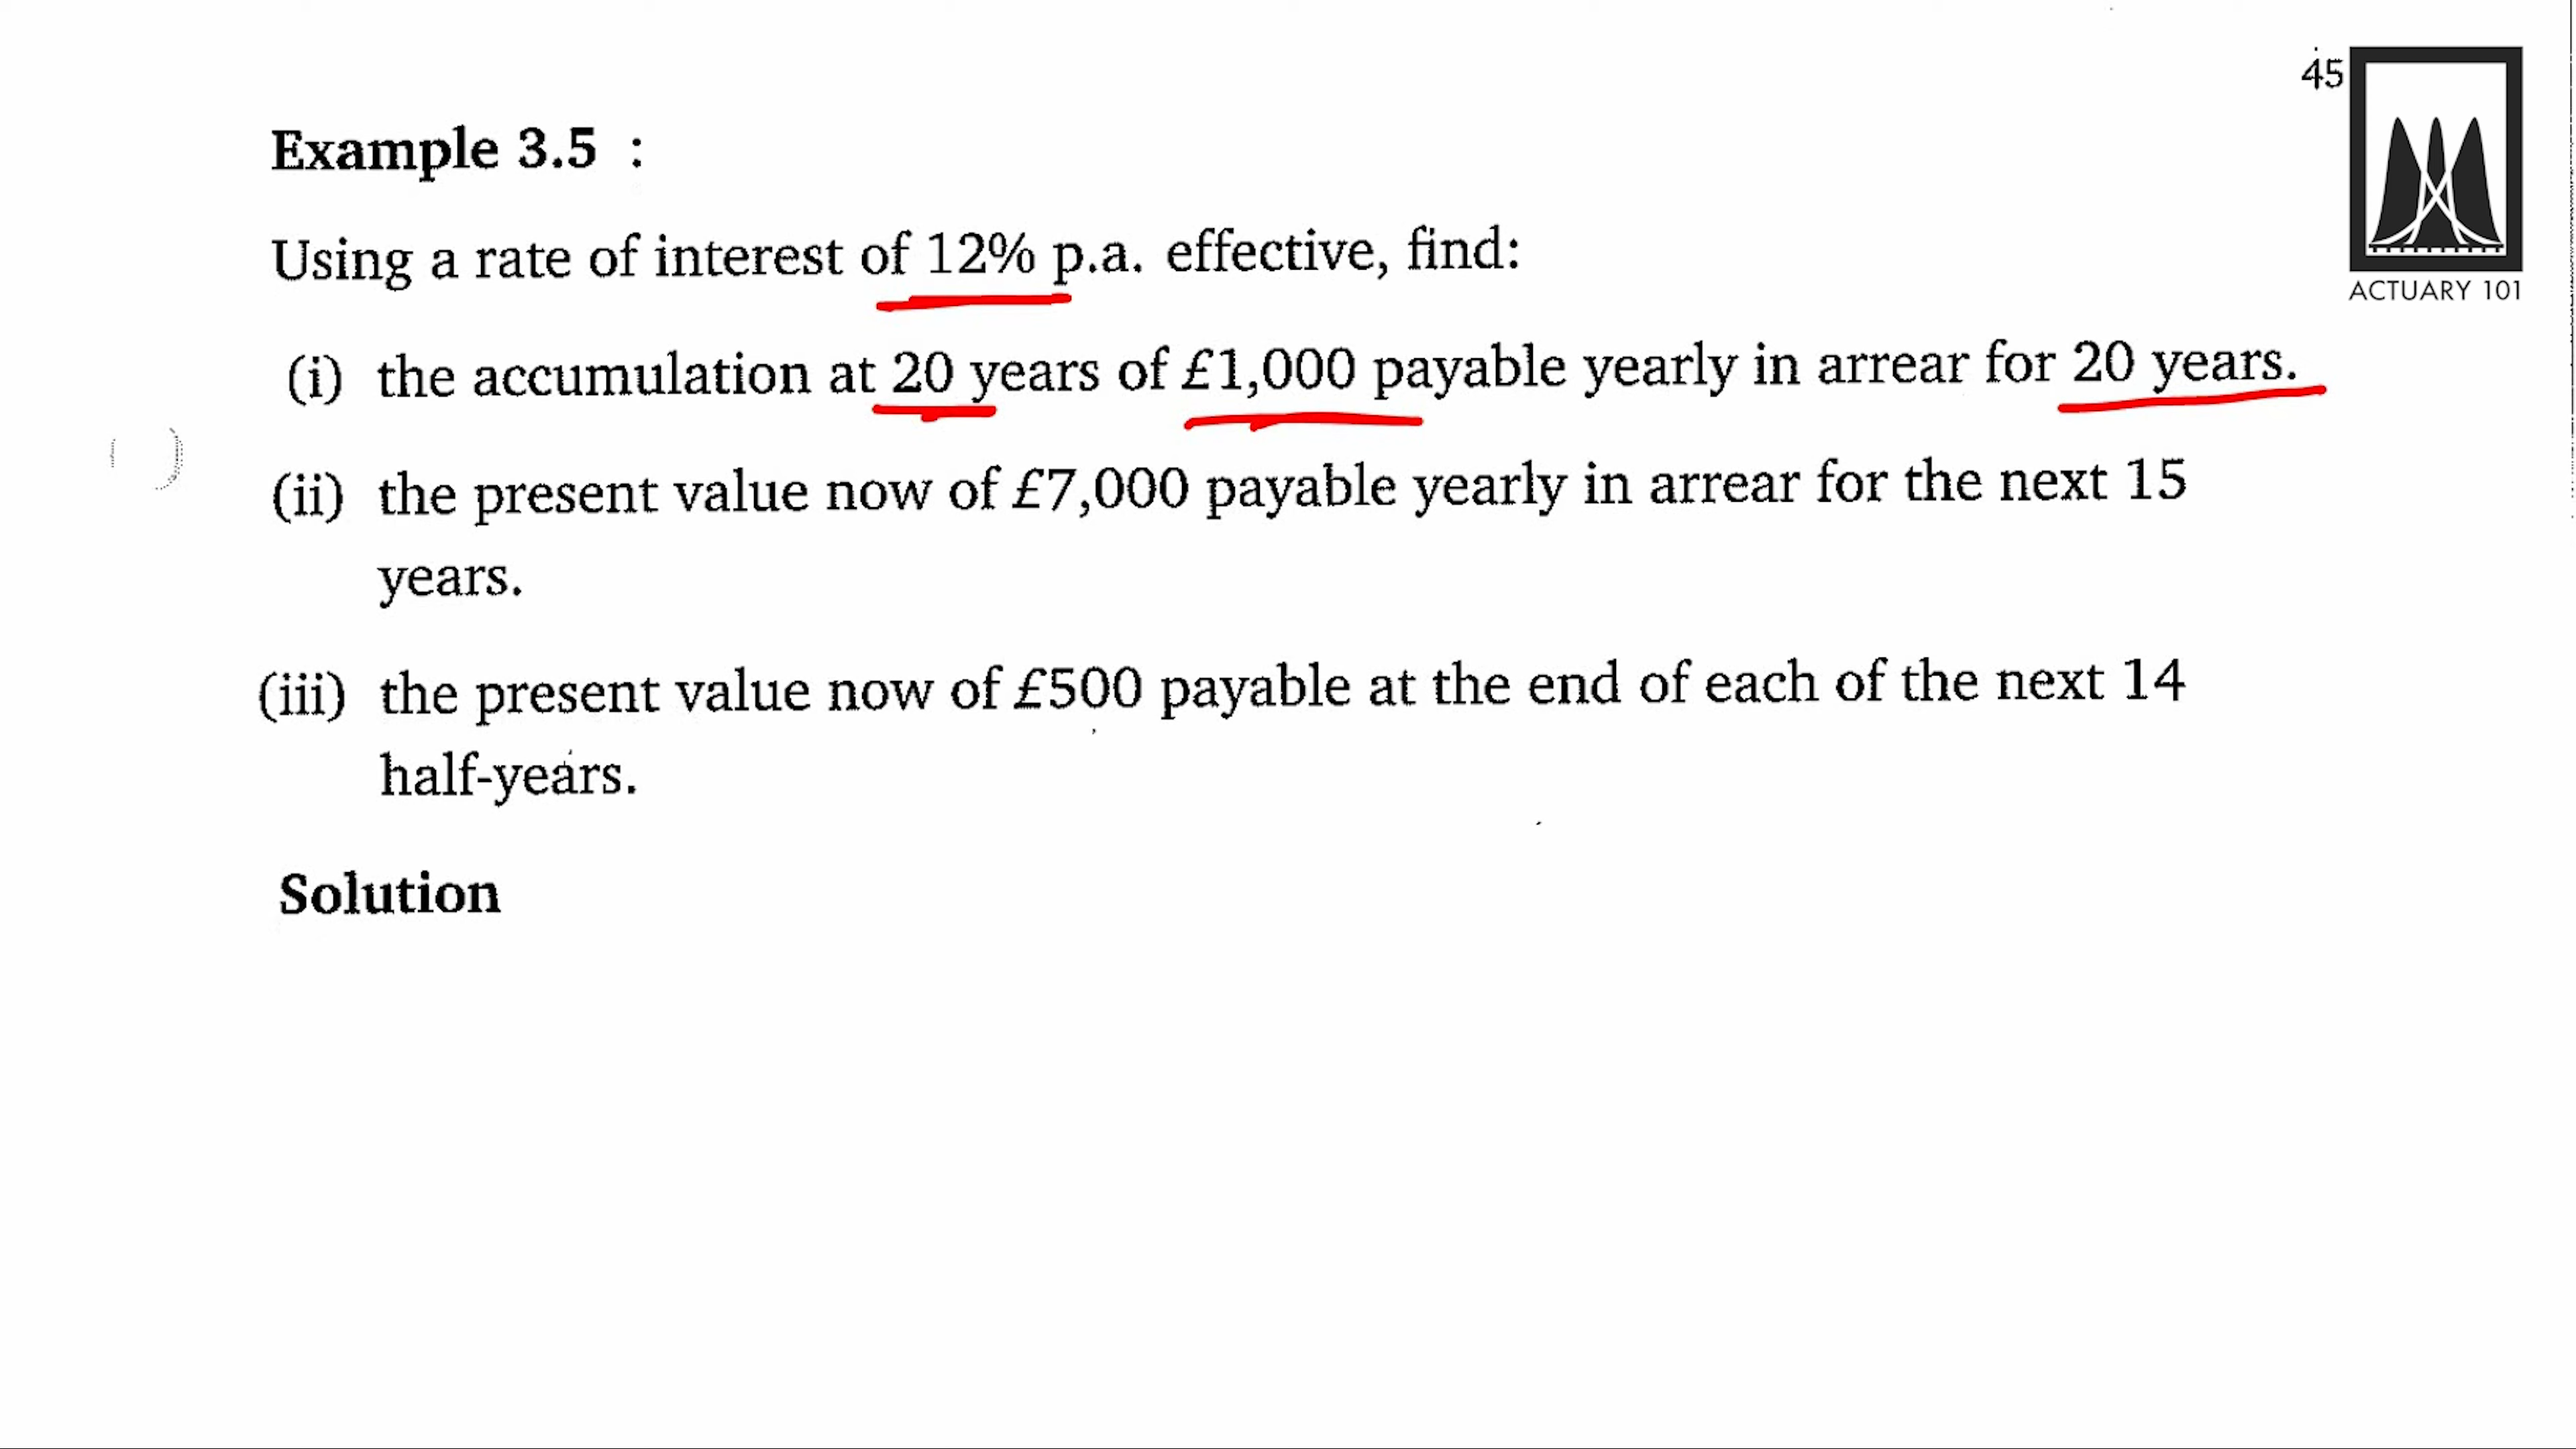 45
ACTUARY 101
Example 3.5 :
Using a rate of interest of 12% p.a. effective, find:
(i) the accumulation at 20 years of £1,000 payable yearly in arrear for 20 years.
(ii) the present value now of £7,000 payable yearly in arrear for the next 15
years.
(iii) the present value now of £500 payable at the end of each of the next 14
half-years.
Solution